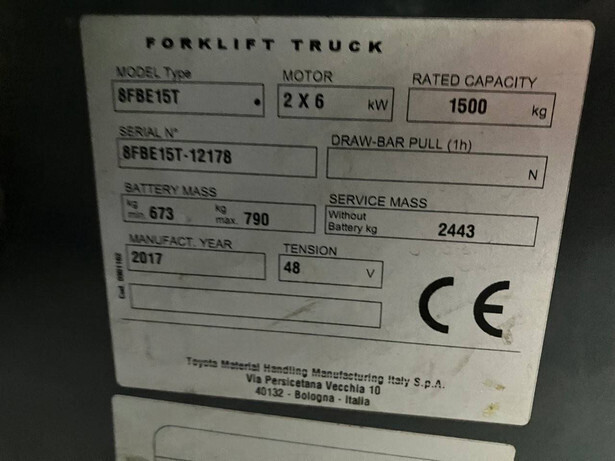 FORKLIFT TRUCK
MODEL Type MOTOR RATED CAPACITY
8FBE15T 2 X 6 kW 1500 kg
SERIAL N° DRAW-BAR PULL (1h)
8FBE15T-12178 N
BATTERY MASS SERVICE MASS
kg min. 673 kg max. 790 Without Battery kg 2443
MANUFACT. YEAR TENSION
2017 48 V
CE
Toyota Material Handling Manufacturing Italy S.p.A.
Via Persicetana Vecchia 10
40132 - Bologna - Italia